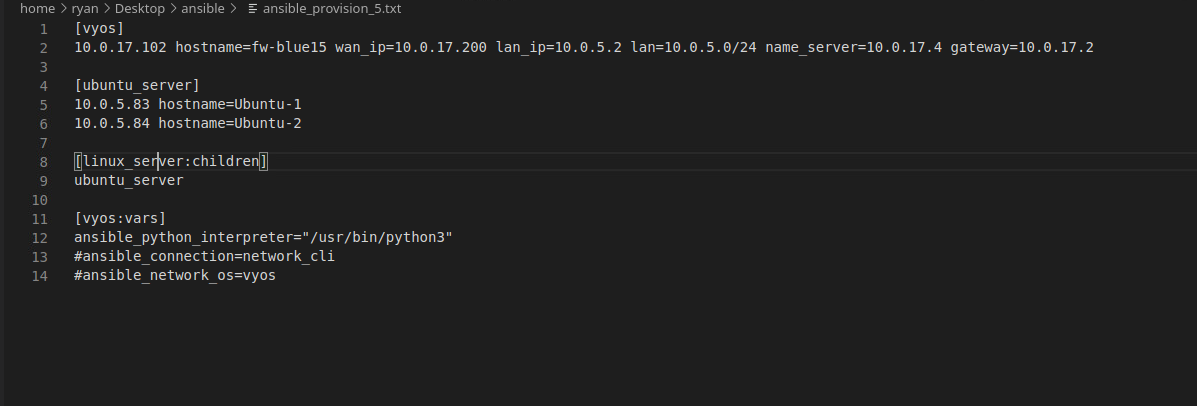 home > ryan > Desktop > ansible > ansible_provision_5.txt
1 [vyos]
2 10.0.17.102 hostname=fw-blue15 wan_ip=10.0.17.200 lan_ip=10.0.5.2 lan=10.0.5.0/24 name_server=10.0.17.4 gateway=10.0.17.2
3
4 [ubuntu_server]
5 10.0.5.83 hostname=Ubuntu-1
6 10.0.5.84 hostname=Ubuntu-2
7
8 [linux_server:children]
9 ubuntu_server
10
11 [vyos:vars]
12 ansible_python_interpreter="/usr/bin/python3"
13 #ansible_connection=network_cli
14 #ansible_network_os=vyos